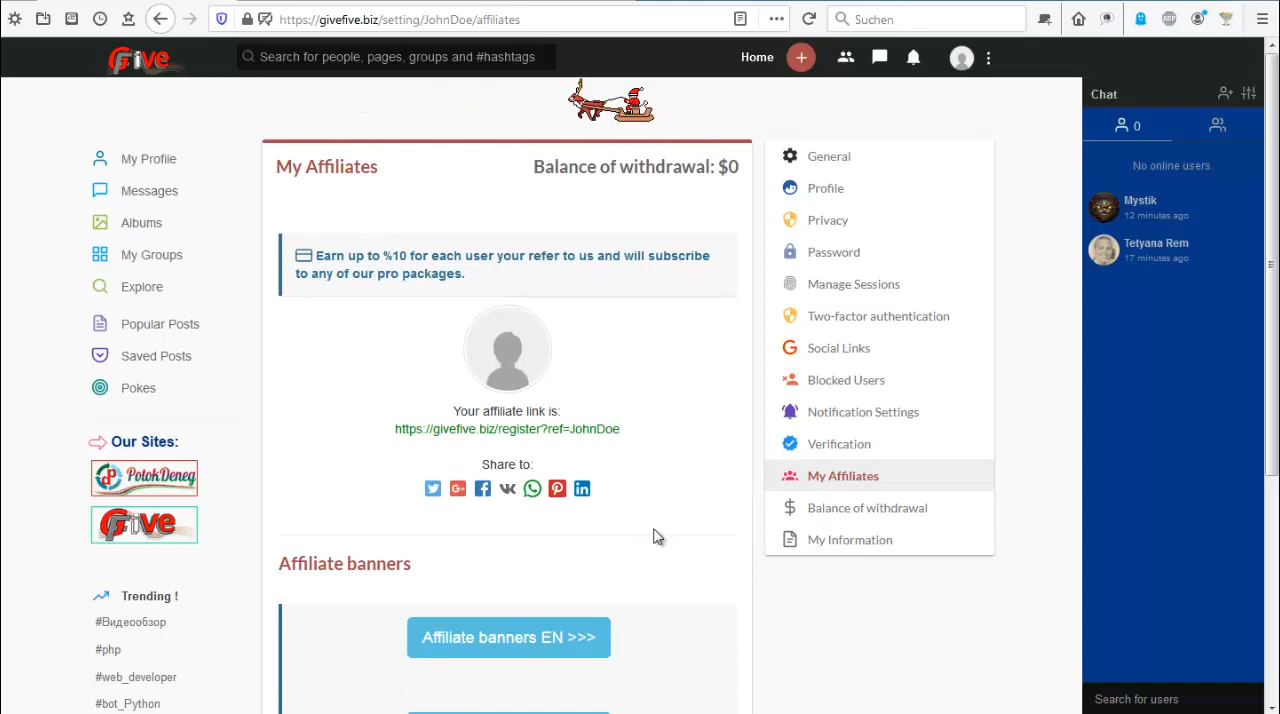 https://givefive.biz/setting/JohnDoe/affiliates
Suchen
GFive
Search for people, pages, groups and #hashtags
Home
My Profile
Messages
Albums
My Groups
Explore
Popular Posts
Saved Posts
Pokes
Our Sites:
PotokDeneg
GFive
Trending !
#Видеообзор
#php
#web_developer
#bot_Python
My Affiliates
Balance of withdrawal: $0
Earn up to %10 for each user your refer to us and will subscribe
to any of our pro packages.
Your affiliate link is:
https://givefive.biz/register?ref=JohnDoe
Share to:
Affiliate banners
Affiliate banners EN >>>
General
Profile
Privacy
Password
Manage Sessions
Two-factor authentication
Social Links
Blocked Users
Notification Settings
Verification
My Affiliates
Balance of withdrawal
My Information
Chat
0
No online users.
Mystik
12 minutes ago
Tetyana Rem
17 minutes ago
Search for users